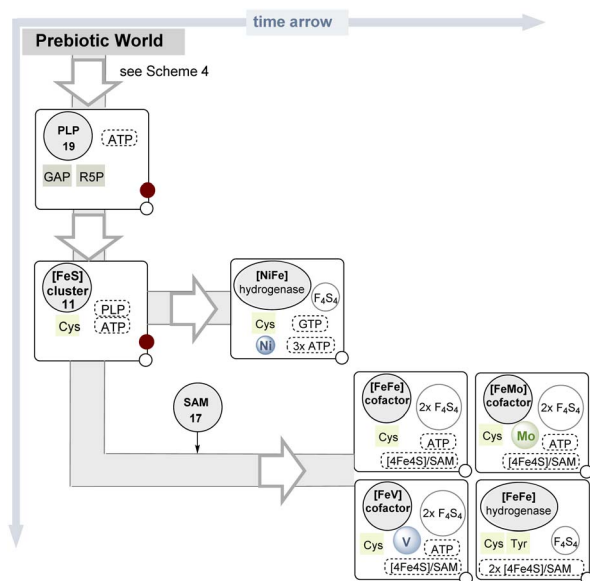 time arrow
Prebiotic World
see Scheme 4
PLP
19
ATP
GAP R5P
[FeS]
cluster
11
PLP
ATP
Cys
[NiFe]
hydrogenase
F4S4
Cys
GTP
Ni
3x ATP
SAM
17
[FeFe]
cofactor
2x F4S4
Cys
ATP
[4Fe4S]/SAM
[FeMo]
cofactor
2x F4S4
Cys
Mo
ATP
[4Fe4S]/SAM
[FeV]
cofactor
2x F4S4
Cys
V
ATP
[4Fe4S]/SAM
[FeFe]
hydrogenase
Cys Tyr
F4S4
2x [4Fe4S]/SAM